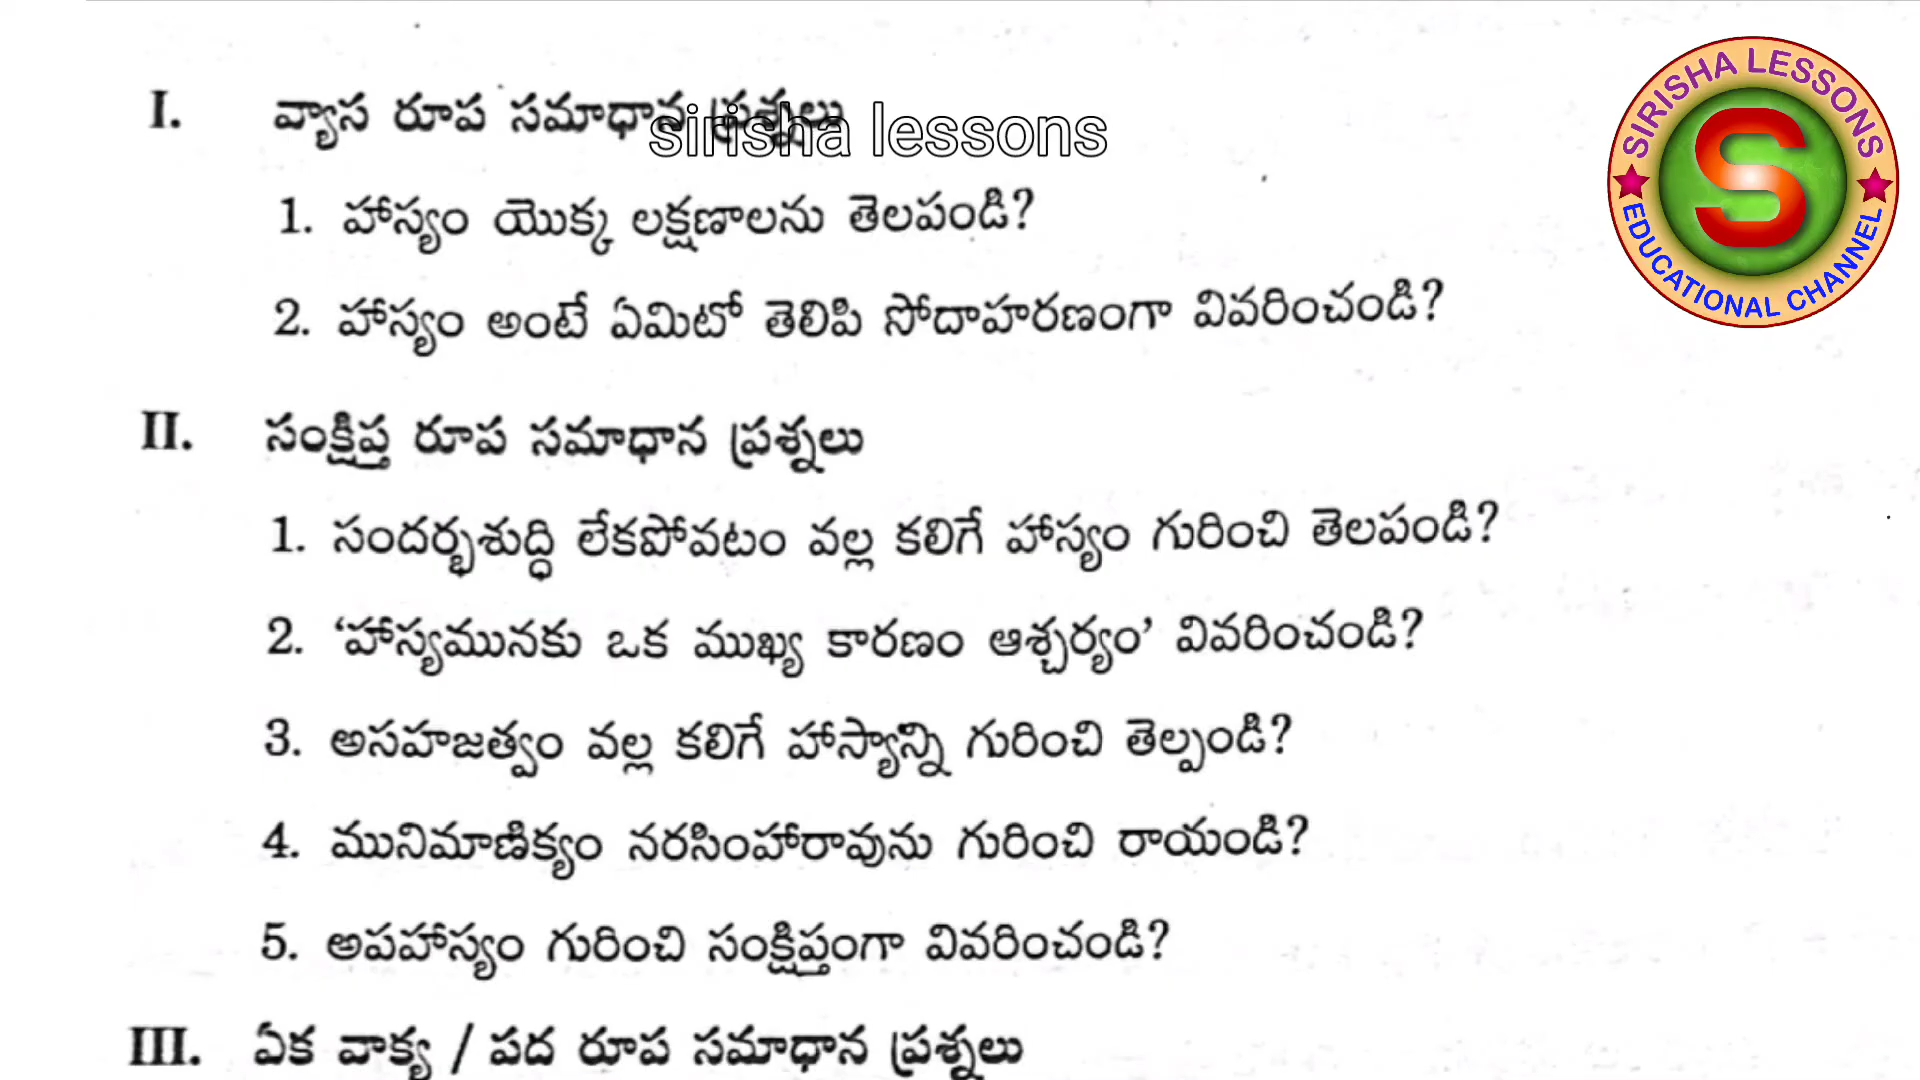 I. వ్యాస రూప సమాధాన ప్రశ్నలు
sirisha lessons
1. హాస్యం యొక్క లక్షణాలను తెలపండి?
2. హాస్యం అంటే ఏమిటో తెలిపి సోదాహరణంగా వివరించండి?
II. సంక్షిప్త రూప సమాధాన ప్రశ్నలు
1. సందర్భశుద్ధి లేకపోవటం వల్ల కలిగే హాస్యం గురించి తెలపండి?
2. ‘హాస్యమునకు ఒక ముఖ్య కారణం ఆశ్చర్యం’ వివరించండి?
3. అసహజత్వం వల్ల కలిగే హాస్యాన్ని గురించి తెల్పండి?
4. మునిమాణిక్యం నరసింహారావును గురించి రాయండి?
5. అపహాస్యం గురించి సంక్షిప్తంగా వివరించండి?
III. ఏక వాక్య / పద రూప సమాధాన ప్రశ్నలు
SIRISHA LESSONS
S
EDUCATIONAL CHANNEL